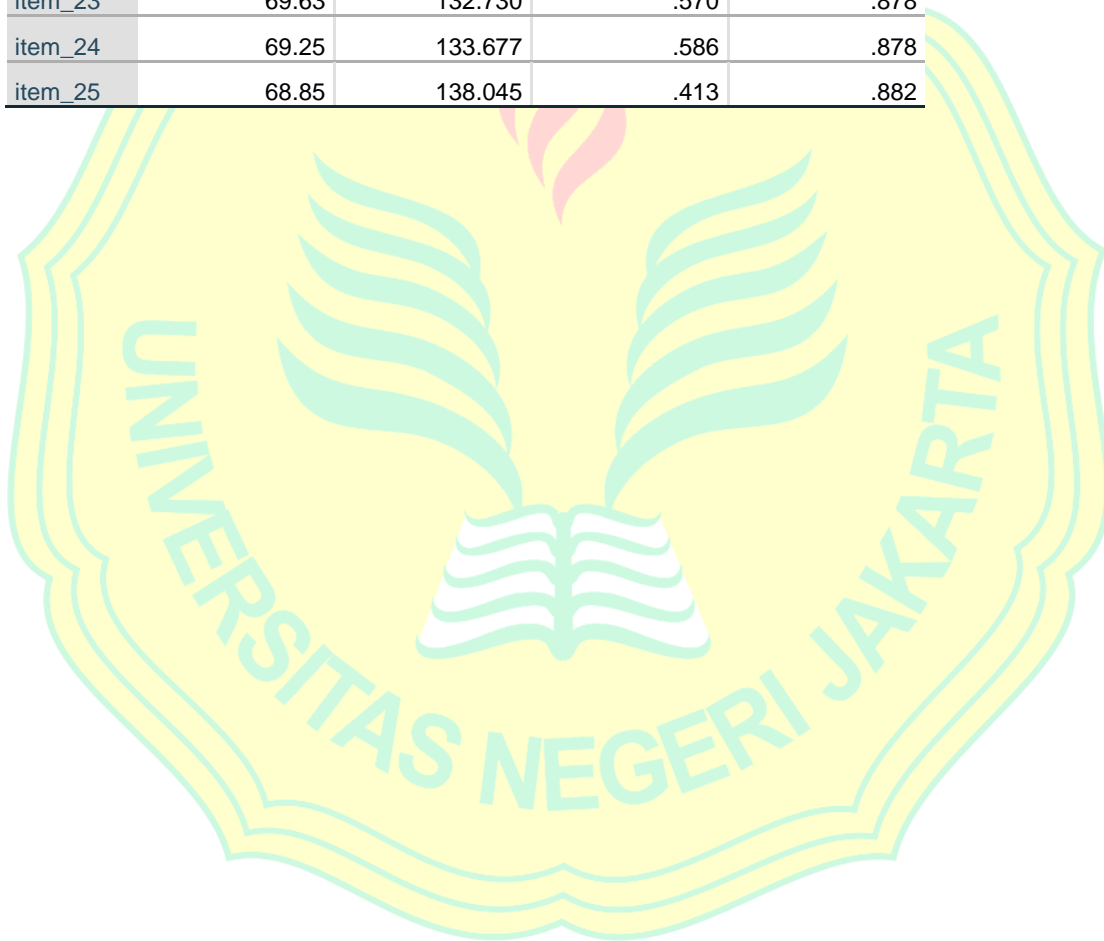 item_23 69.63 132.730 .570 .878
item_24 69.25 133.677 .586 .878
item_25 68.85 138.045 .413 .882
UNIVERSITAS NEGERI JAKARTA